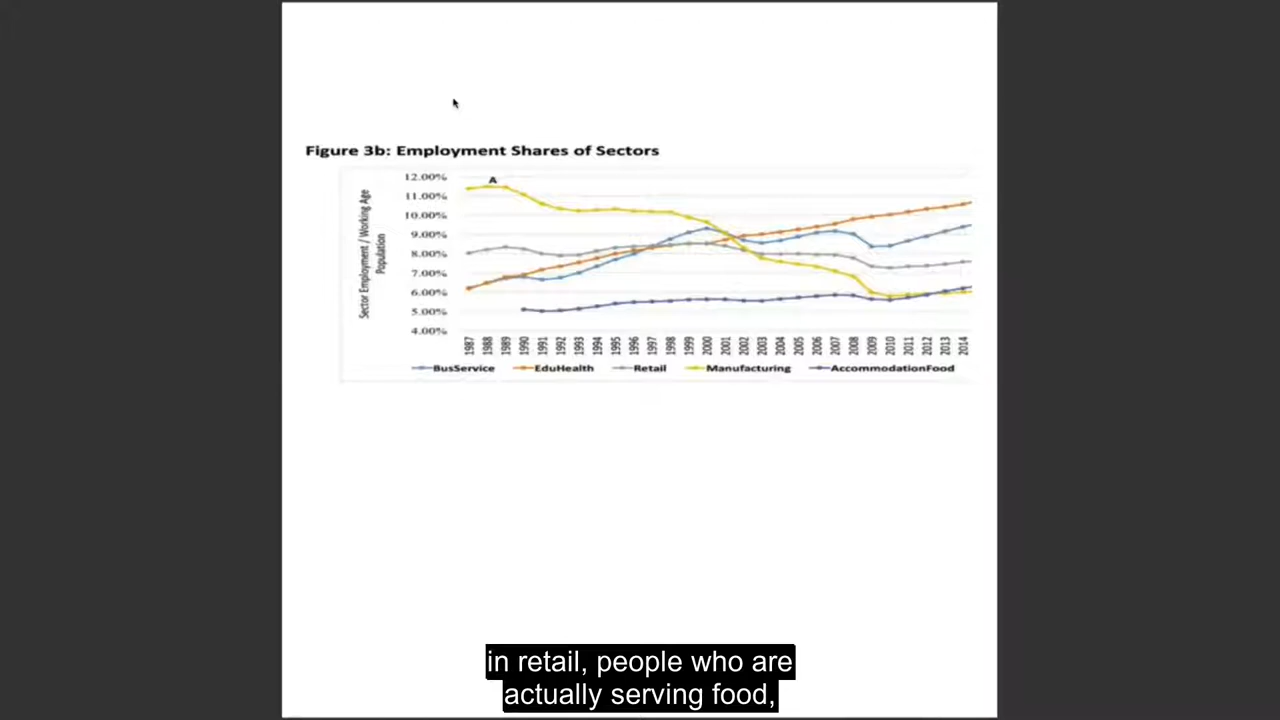 Figure 3b: Employment Shares of Sectors
A
Sector Employment / Working Age
Population
12.00%
11.00%
10.00%
9.00%
8.00%
7.00%
6.00%
5.00%
4.00%
1987 1988 1989 1990 1991 1992 1993 1994 1995 1996 1997 1998 1999 2000 2001 2002 2003 2004 2005 2006 2007 2008 2009 2010 2011 2012 2013 2014
BusService EduHealth Retail Manufacturing AccommodationFood
in retail, people who are
actually serving food,